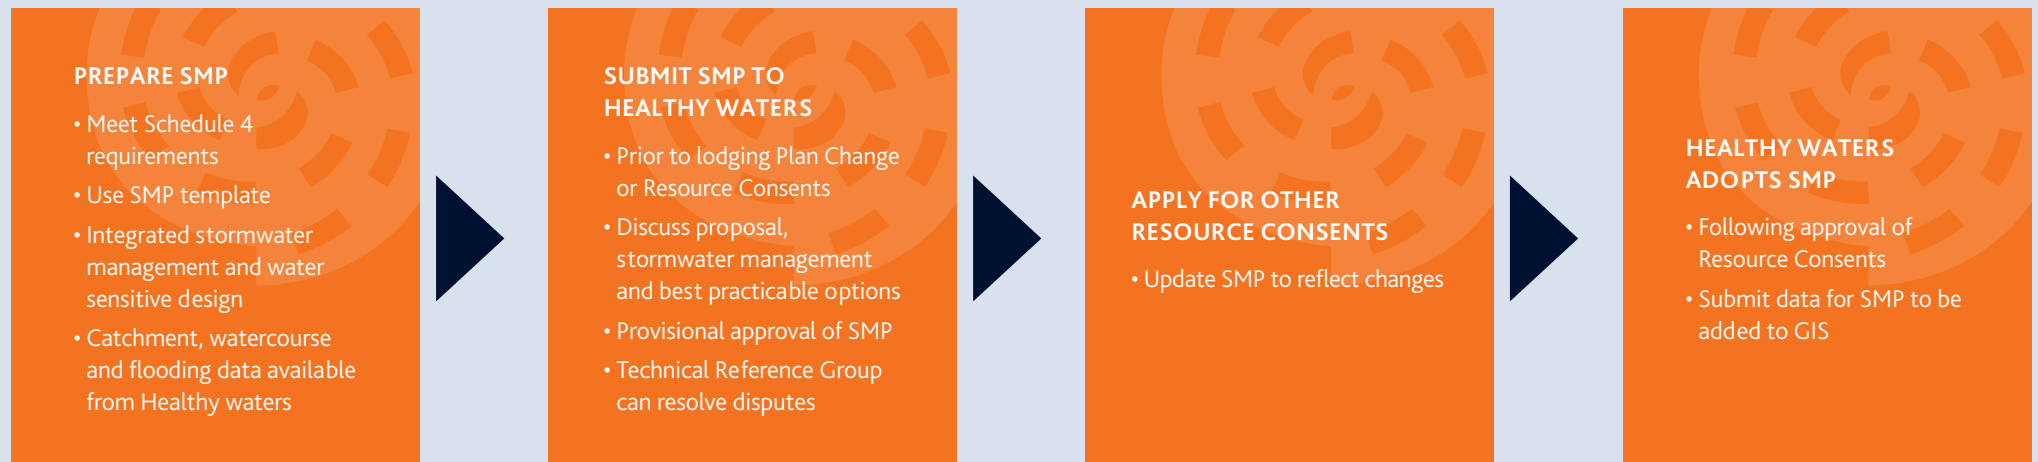 PREPARE SMP
• Meet Schedule 4
requirements
• Use SMP template
• Integrated stormwater
management and water
sensitive design
• Catchment, watercourse
and flooding data available
from Healthy waters
SUBMIT SMP TO
HEALTHY WATERS
• Prior to lodging Plan Change
or Resource Consents
• Discuss proposal,
stormwater management
and best practicable options
• Provisional approval of SMP
• Technical Reference Group
can resolve disputes
APPLY FOR OTHER
RESOURCE CONSENTS
• Update SMP to reflect changes
HEALTHY WATERS
ADOPTS SMP
• Following approval of
Resource Consents
• Submit data for SMP to be
added to GIS